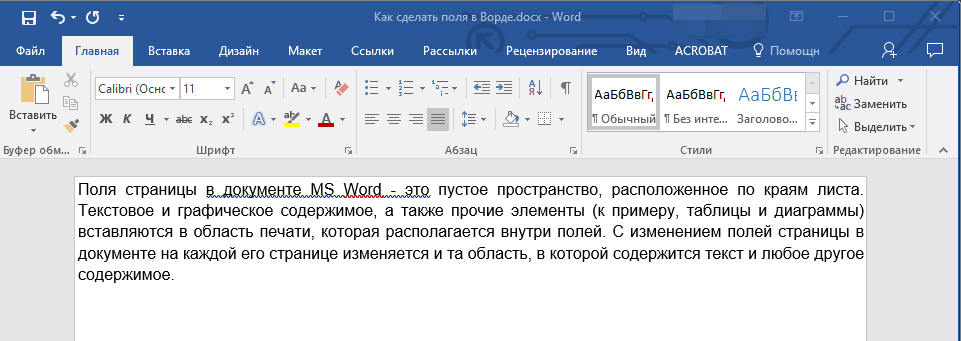 Как сделать поля в Ворде.docx - Word
Файл Главная Вставка Дизайн Макет Ссылки Рассылки Рецензирование Вид ACROBAT Помощн
Вставить
Буфер обм...
Calibri (Оснс 11 Aa
Ж К Ч abc x₂ x² A A
Шрифт
Абзац
АаБбВвГг, АаБбВвГг, АаБбВв
¶ Обычный ¶ Без инте... Заголово...
Стили
Найти
Заменить
Выделить
Редактирование
Поля страницы в документе MS Word - это пустое пространство, расположенное по краям листа.
Текстовое и графическое содержимое, а также прочие элементы (к примеру, таблицы и диаграммы)
вставляются в область печати, которая располагается внутри полей. С изменением полей страницы в
документе на каждой его странице изменяется и та область, в которой содержится текст и любое другое
содержимое.